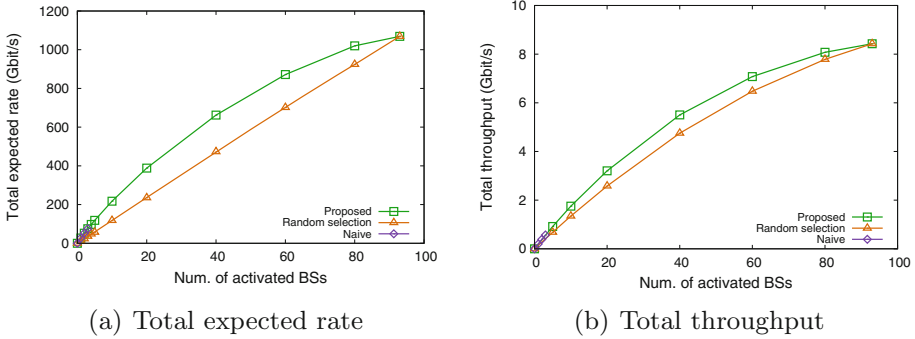 1200
1000
800
600
400
200
0
0 20 40 60 80 100
Total expected rate (Gbit/s)
Num. of activated BSs
Proposed
Random selection
Naive
(a) Total expected rate
10
8
6
4
2
0
0 20 40 60 80 100
Total throughput (Gbit/s)
Num. of activated BSs
Proposed
Random selection
Naive
(b) Total throughput